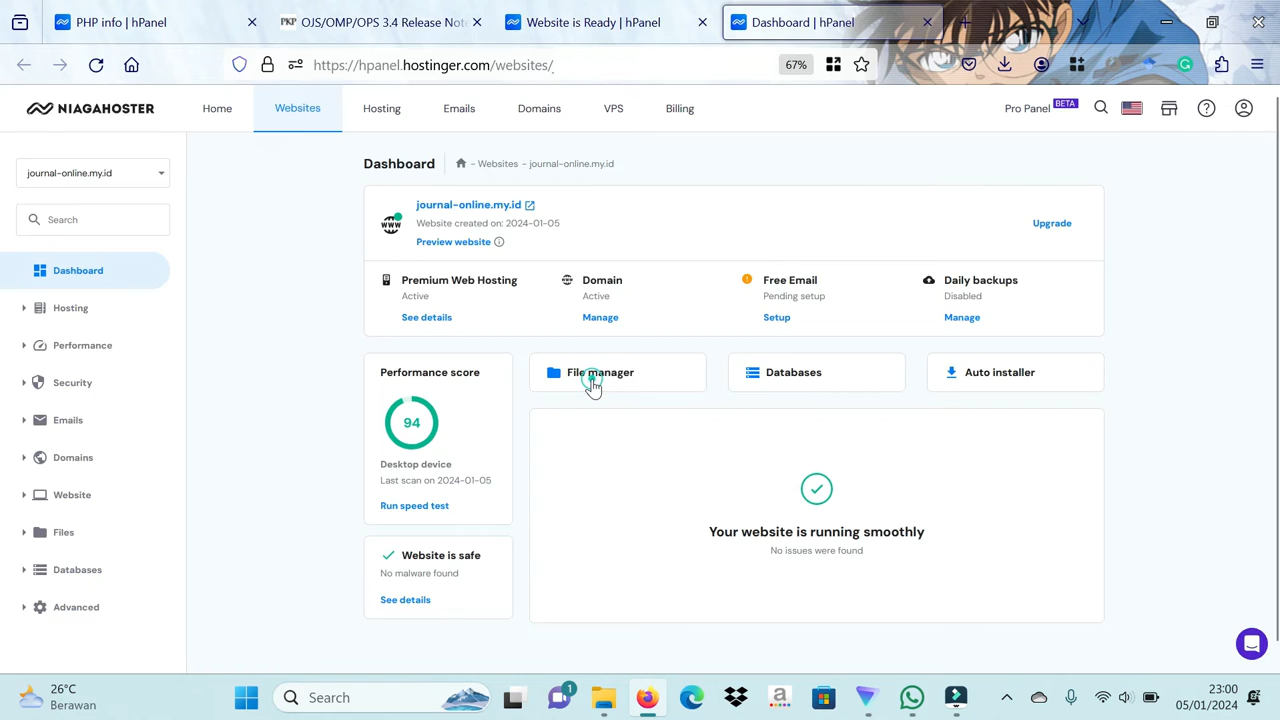 PHP info | hPanel
PKP OJS/OMP/OPS 3.4 Release Not
Website is Ready | hPanel
Dashboard | hPanel
https://hpanel.hostinger.com/websites/
67%
NIAGAHOSTER
Home
Websites
Hosting
Emails
Domains
VPS
Billing
Pro Panel BETA
journal-online.my.id
Search
Dashboard
Hosting
Performance
Security
Emails
Domains
Website
Files
Databases
Advanced
Dashboard
- Websites - journal-online.my.id
journal-online.my.id
Website created on: 2024-01-05
Preview website
Upgrade
Premium Web Hosting
Active
See details
Domain
Active
Manage
Free Email
Pending setup
Setup
Daily backups
Disabled
Manage
Performance score
94
Desktop device
Last scan on 2024-01-05
Run speed test
File manager
Databases
Auto installer
Your website is running smoothly
No issues were found
Website is safe
No malware found
See details
26°C
Berawan
Search
1
23:00
05/01/2024